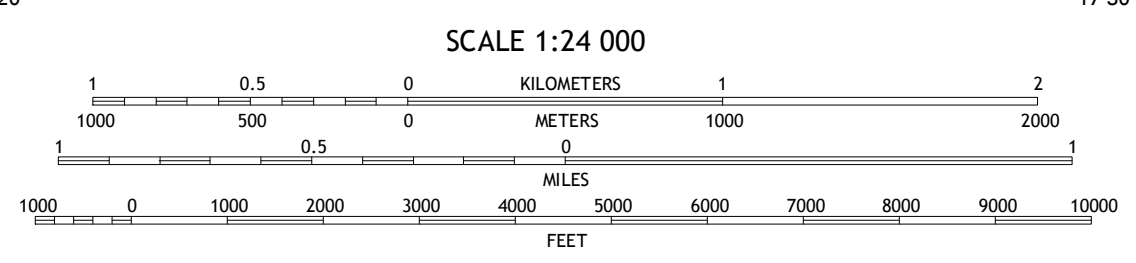 SCALE 1:24 000
1 0.5 0 KILOMETERS 1 2
1000 500 0 METERS 1000 2000
1 0.5 0 1
MILES
1000 0 1000 2000 3000 4000 5000 6000 7000 8000 9000 10000
FEET